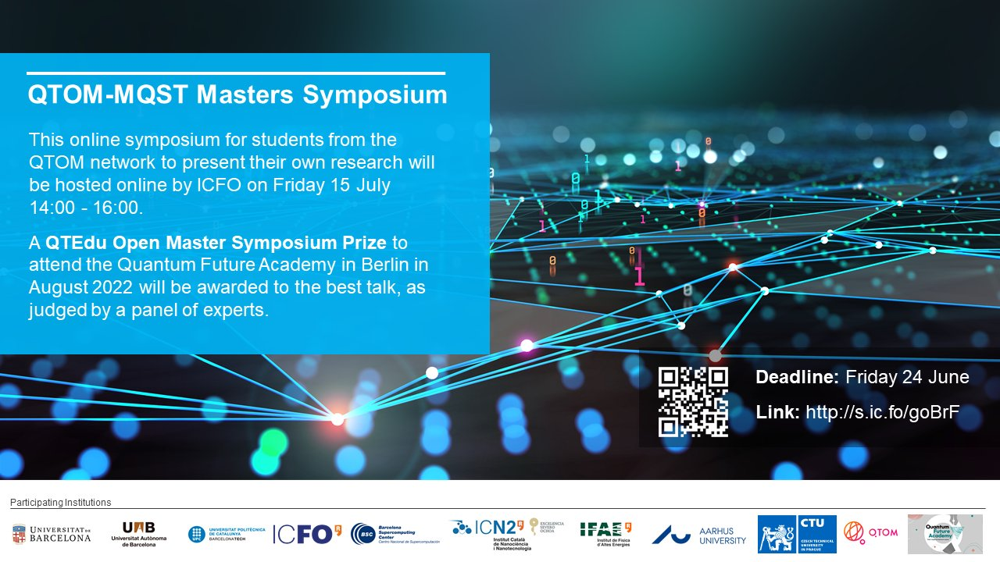 QTOM-MQST Masters Symposium
This online symposium for students from the
QTOM network to present their own research will
be hosted online by ICFO on Friday 15 July
14:00 - 16:00.
A QTEdu Open Master Symposium Prize to
attend the Quantum Future Academy in Berlin in
August 2022 will be awarded to the best talk, as
judged by a panel of experts.
Deadline: Friday 24 June
Link: http://s.ic.fo/goBrF
Participating Institutions
UNIVERSITAT DE
BARCELONA
UAB
Universitat Autònoma
de Barcelona
UPC
UNIVERSITAT POLITÈCNICA
DE CATALUNYA
BARCELONATECH
ICFO
BSC
Barcelona
Supercomputing
Center
Centro Nacional de Supercomputación
ICN2
Institut Català
de Nanociència
i Nanotecnologia
EXCELENCIA
SEVERO
OCHOA
IFAE
Institut de Física
d'Altes Energies
AARHUS
UNIVERSITY
CTU
CZECH TECHNICAL
UNIVERSITY
IN PRAGUE
QTOM
Quantum
Future
Academy